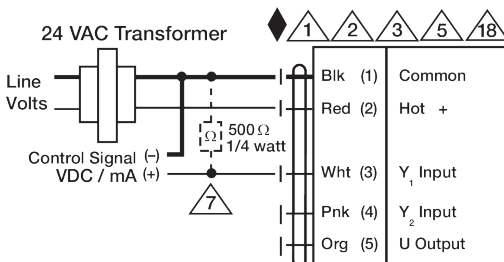 24 VAC Transformer
1 2 3 5 18
Line
Volts
Blk (1) Common
Red (2) Hot +
Ω 500 Ω
1/4 watt
Control Signal (-)
VDC / mA (+)
7
Wht (3) Y₁ Input
Pnk (4) Y₂ Input
Org (5) U Output